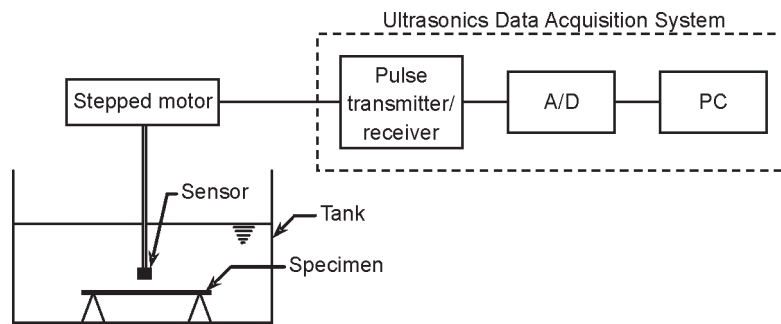 Ultrasonics Data Acquisition System
Stepped motor
Pulse
transmitter/
receiver
A/D
PC
Sensor
Tank
Specimen